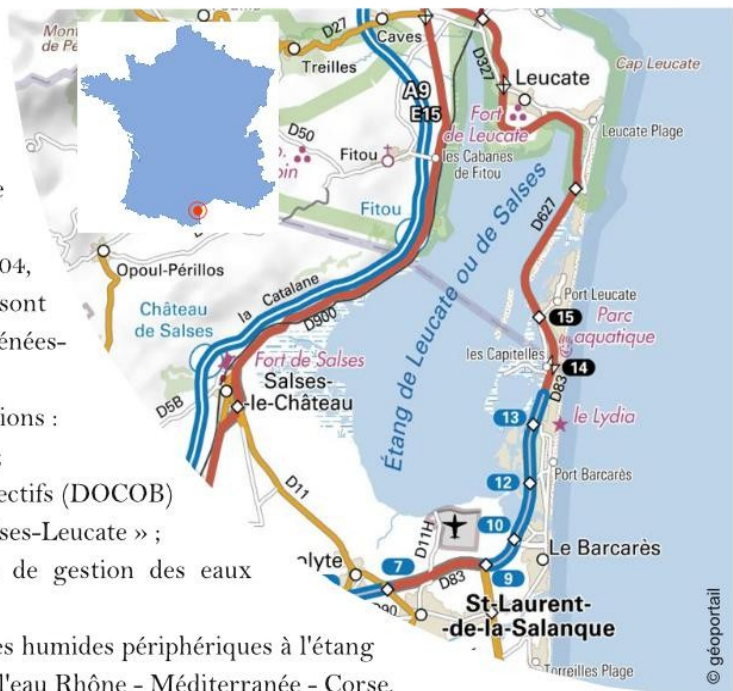 D27
Caves
Treilles
D327
Leucate
Cap Leucate
A9
E15
Fort
de Leucate
D50
Fitou
les Cabanes
de Fitou
Leucate Plage
Fitou
D627
04,
Opoul-Périllos
sont
énées-
Étang de Leucate ou de Salses
la Catalane
D900
Port Leucate
15
Parc
aquatique
Château
de Salses
les Capitelles
14
D83
Fort de Salses
Salses-
-le-Château
D5B
ions :
13
le Lydia
ectifs (DOCOB)
ses-Leucate » ;
D11
12
Port Barcarès
10
D11H
de gestion des eaux
7
D83
9
Le Barcarès
St-Laurent-
-de-la-Salanque
es humides périphériques à l'étang
l'eau Rhône - Méditerranée - Corse.
Torreilles Plage
© géoportail